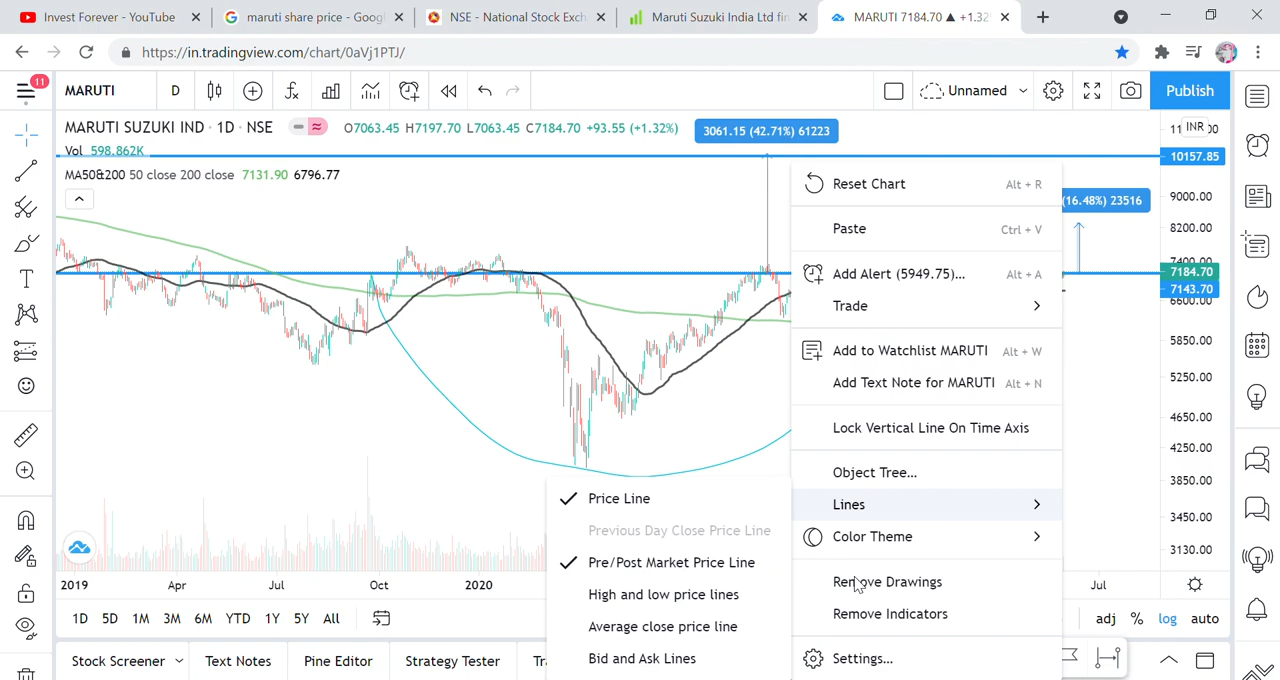 Invest Forever - YouTube
maruti share price - Goog
NSE - National Stock Exch
Maruti Suzuki India Ltd fin
MARUTI 7184.70 ▲ +1.32
https://in.tradingview.com/chart/0aVj1PTJ/
11
MARUTI
D
Unnamed
Publish
MARUTI SUZUKI IND · 1D · NSE
O7063.45 H7197.70 L7063.45 C7184.70 +93.55 (+1.32%)
3061.15 (42.71%) 61223
INR
Vol 598.862K
10157.85
MA50&200 50 close 200 close 7131.90 6796.77
(16.48%) 23516
9000.00
8200.00
7400.00
7184.70
7143.70
6600.00
5850.00
5250.00
4650.00
4250.00
3850.00
3450.00
3130.00
Reset Chart Alt + R
Paste Ctrl + V
Add Alert (5949.75)... Alt + A
Trade
Add to Watchlist MARUTI Alt + W
Add Text Note for MARUTI Alt + N
Lock Vertical Line On Time Axis
Object Tree...
Lines
Color Theme
Remove Drawings
Remove Indicators
Settings...
Price Line
Previous Day Close Price Line
Pre/Post Market Price Line
High and low price lines
Average close price line
Bid and Ask Lines
2019 Apr Jul Oct 2020 Jul
1D 5D 1M 3M 6M YTD 1Y 5Y All
adj % log auto
Stock Screener Text Notes Pine Editor Strategy Tester